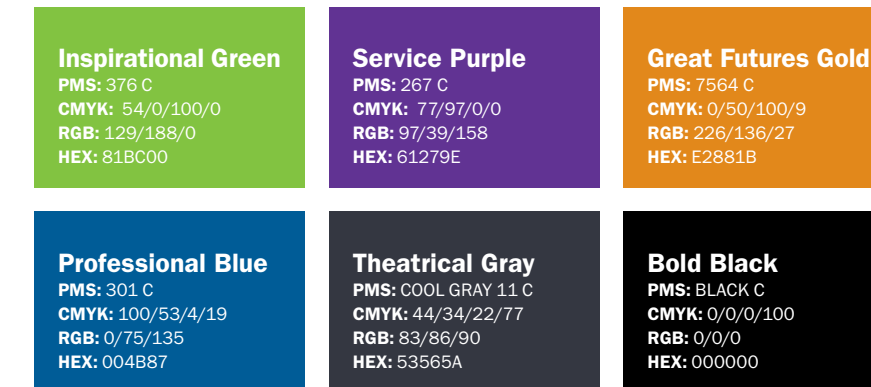 Inspirational Green
PMS: 376 C
CMYK: 54/0/100/0
RGB: 129/188/0
HEX: 81BC00
Service Purple
PMS: 267 C
CMYK: 77/97/0/0
RGB: 97/39/158
HEX: 61279E
Great Futures Gold
PMS: 7564 C
CMYK: 0/50/100/9
RGB: 226/136/27
HEX: E2881B
Professional Blue
PMS: 301 C
CMYK: 100/53/4/19
RGB: 0/75/135
HEX: 004B87
Theatrical Gray
PMS: COOL GRAY 11 C
CMYK: 44/34/22/77
RGB: 83/86/90
HEX: 53565A
Bold Black
PMS: BLACK C
CMYK: 0/0/0/100
RGB: 0/0/0
HEX: 000000